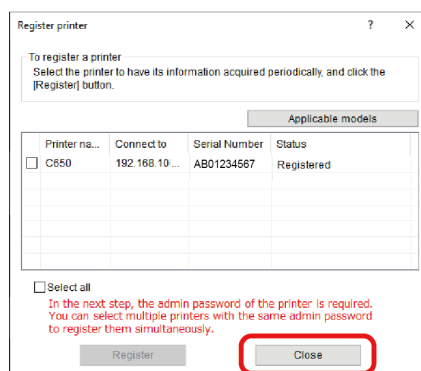 Register printer ? ×
To register a printer
Select the printer to have its information acquired periodically, and click the
[Register] button.
Applicable models
Printer na... Connect to Serial Number Status
C650 192.168.10... AB01234567 Registered
Select all
In the next step, the admin password of the printer is required.
You can select multiple printers with the same admin password
to register them simultaneously.
Register Close